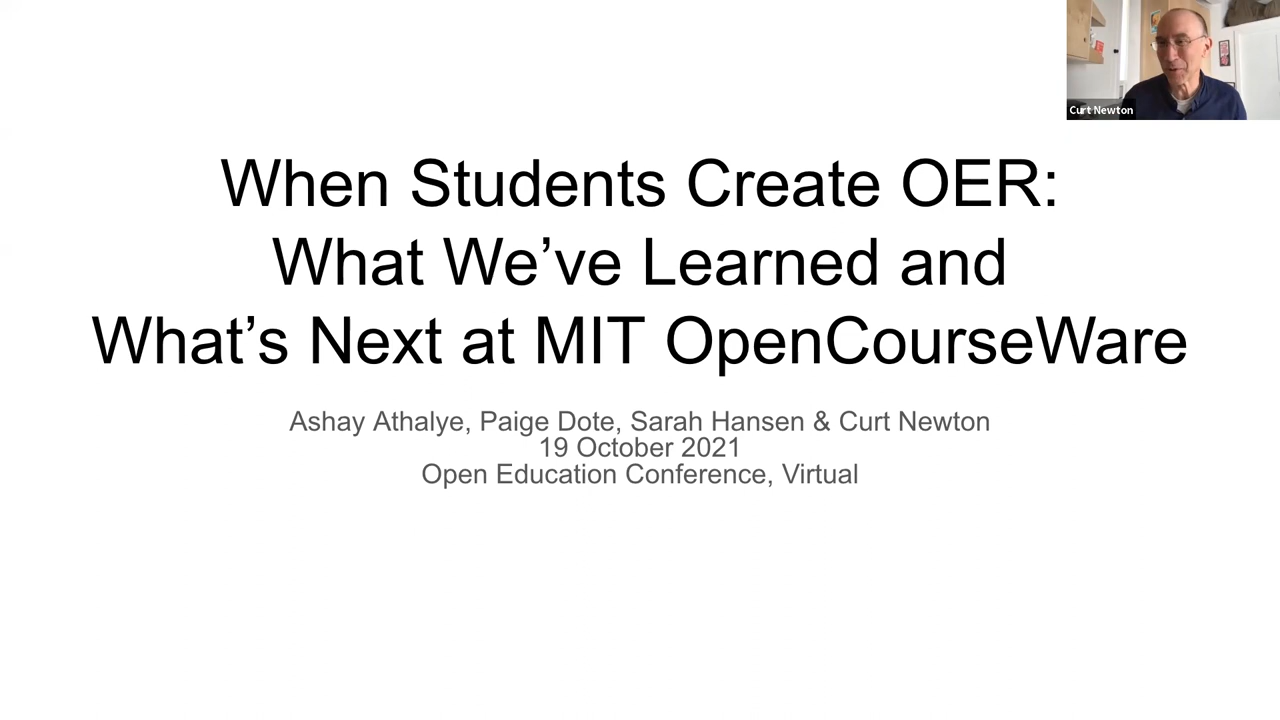 Curt Newton
When Students Create OER:
What We’ve Learned and
What’s Next at MIT OpenCourseWare
Ashay Athalye, Paige Dote, Sarah Hansen & Curt Newton
19 October 2021
Open Education Conference, Virtual